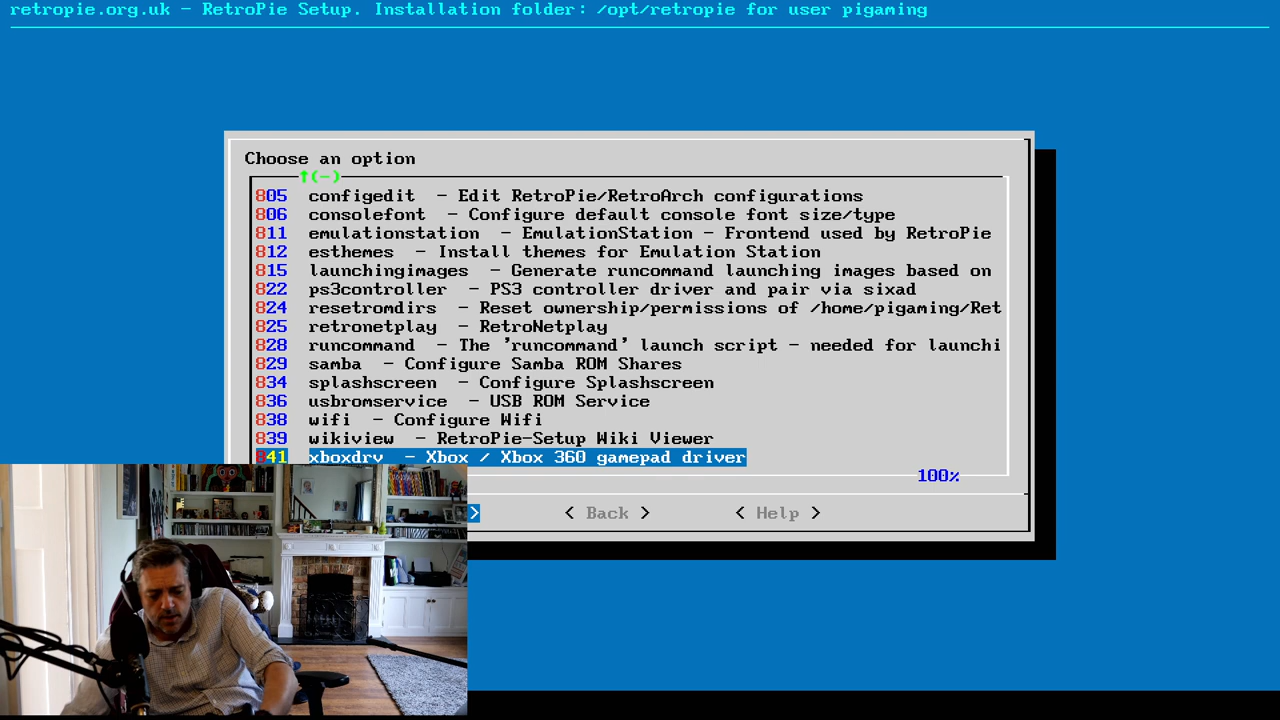 retropie.org.uk - RetroPie Setup. Installation folder: /opt/retropie for user pigaming
Choose an option
↑(-)
805 configedit - Edit RetroPie/RetroArch configurations
806 consolefont - Configure default console font size/type
811 emulationstation - EmulationStation - Frontend used by RetroPie
812 esthemes - Install themes for Emulation Station
815 launchingimages - Generate runcommand launching images based on
822 ps3controller - PS3 controller driver and pair via sixad
824 resetromdirs - Reset ownership/permissions of /home/pigaming/Ret
825 retronetplay - RetroNetplay
828 runcommand - The 'runcommand' launch script - needed for launchi
829 samba - Configure Samba ROM Shares
834 splashscreen - Configure Splashscreen
836 usbromservice - USB ROM Service
838 wifi - Configure Wifi
839 wikiview - RetroPie-Setup Wiki Viewer
841 xboxdrv - Xbox / Xbox 360 gamepad driver
100%
> < Back > < Help >